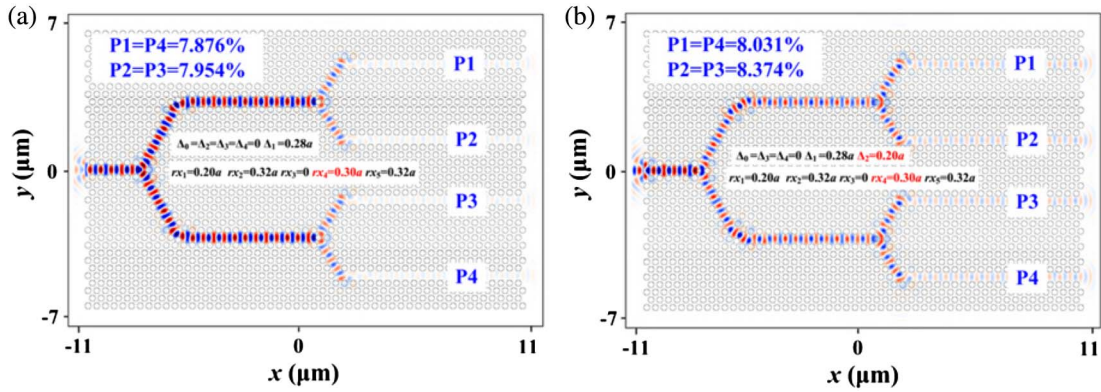 (a)
7
P1=P4=7.876%
P2=P3=7.954%
P1
Δ₀=Δ₂=Δ₃=Δ₄=0 Δ₁=0.28a
P2
y (μm)
0
rx₁=0.20a rx₂=0.32a rx₃=0 rx₄=0.30a rx₅=0.32a
P3
P4
-7
-11
0
11
x (μm)
(b)
7
P1=P4=8.031%
P2=P3=8.374%
P1
P2
Δ₀=Δ₃=Δ₄=0 Δ₁=0.28a Δ₂=0.20a
y (μm)
0
rx₁=0.20a rx₂=0.32a rx₃=0 rx₄=0.30a rx₅=0.32a
P3
P4
-7
-11
0
11
x (μm)